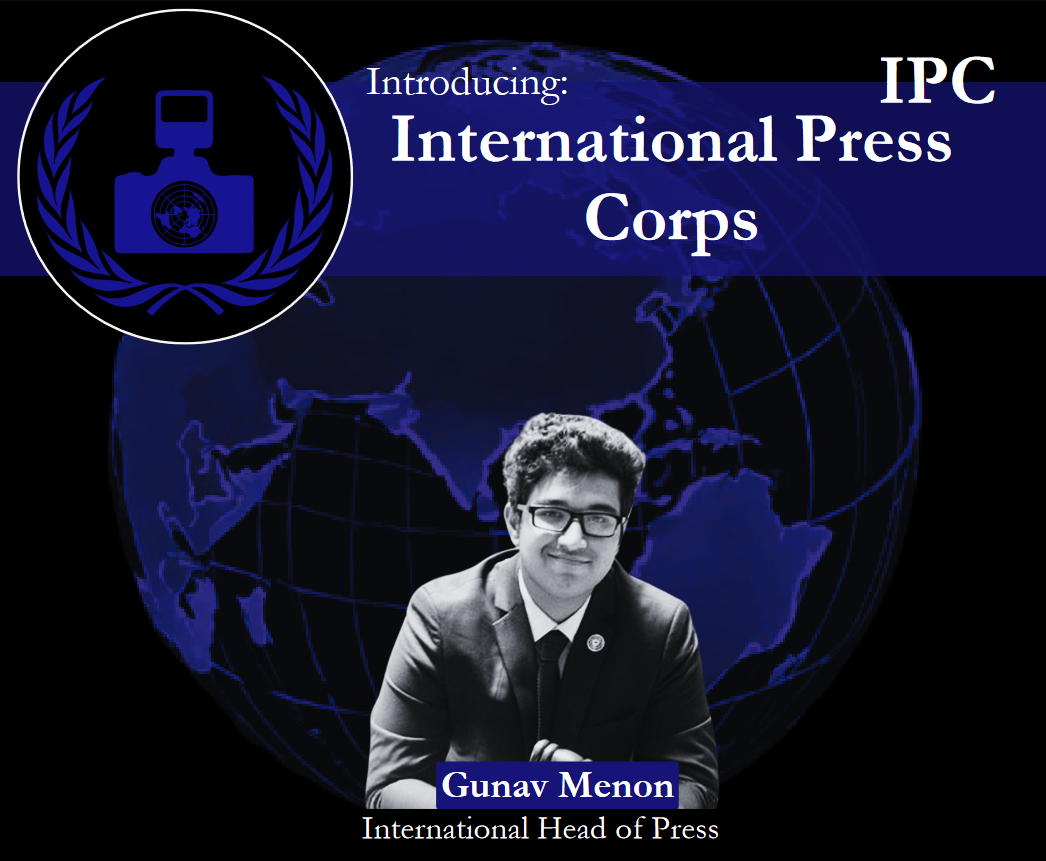 Introducing:
IPC
International Press
Corps
Gunav Menon
International Head of Press